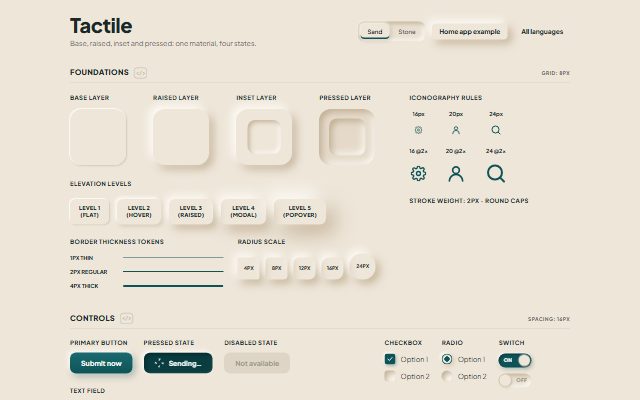 Tactile
Base, raised, inset and pressed: one material, four states.
Sand
Stone
Home app example
All languages
FOUNDATIONS </>
GRID: 8PX
BASE LAYER
RAISED LAYER
INSET LAYER
PRESSED LAYER
ICONOGRAPHY RULES
16px
20px
24px
16 @2x
20 @2x
24 @2x
STROKE WEIGHT: 2PX · ROUND CAPS
ELEVATION LEVELS
LEVEL 1
(FLAT)
LEVEL 2
(HOVER)
LEVEL 3
(RAISED)
LEVEL 4
(MODAL)
LEVEL 5
(POPOVER)
BORDER THICKNESS TOKENS
1PX THIN
2PX REGULAR
4PX THICK
RADIUS SCALE
4PX
8PX
12PX
16PX
24PX
CONTROLS </>
SPACING: 16PX
PRIMARY BUTTON
PRESSED STATE
DISABLED STATE
CHECKBOX
RADIO
SWITCH
Submit now
Sending...
Not available
Option 1
Option 2
Option 1
Option 2
ON
OFF
TEXT FIELD